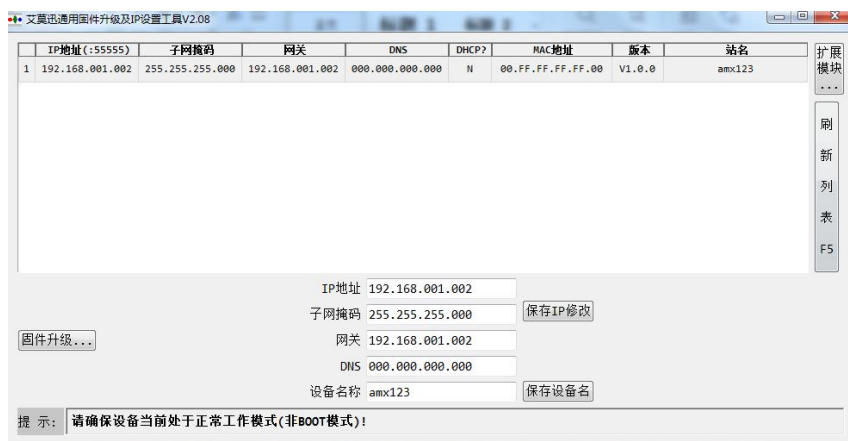 艾莫迅通用固件升级及IP设置工具V2.08
IP地址(:55555) 子网掩码 网关 DNS DHCP? MAC地址 版本 站名
1 192.168.001.002 255.255.255.000 192.168.001.002 000.000.000.000 N 00.FF.FF.FF.FF.00 V1.0.0 amx123
扩展
模块
...
刷
新
列
表
F5
IP地址 192.168.001.002
子网掩码 255.255.255.000 保存IP修改
固件升级... 网关 192.168.001.002
DNS 000.000.000.000
设备名称 amx123 保存设备名
提 示: 请确保设备当前处于正常工作模式(非BOOT模式)!